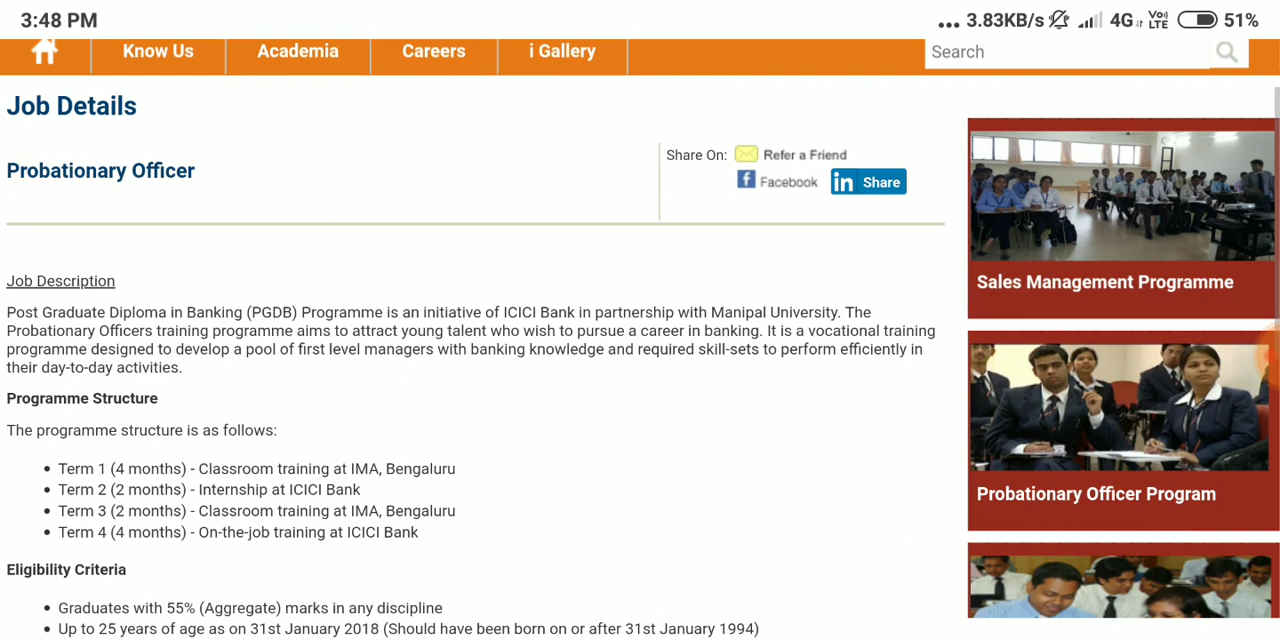 3:48 PM
... 3.83KB/s 4G Vo) LTE 51%
Know Us Academia Careers i Gallery Search
Job Details
Probationary Officer
Share On: Refer a Friend
Facebook in Share
Job Description
Post Graduate Diploma in Banking (PGDB) Programme is an initiative of ICICI Bank in partnership with Manipal University. The
Probationary Officers training programme aims to attract young talent who wish to pursue a career in banking. It is a vocational training
programme designed to develop a pool of first level managers with banking knowledge and required skill-sets to perform efficiently in
their day-to-day activities.
Programme Structure
The programme structure is as follows:
• Term 1 (4 months) - Classroom training at IMA, Bengaluru
• Term 2 (2 months) - Internship at ICICI Bank
• Term 3 (2 months) - Classroom training at IMA, Bengaluru
• Term 4 (4 months) - On-the-job training at ICICI Bank
Eligibility Criteria
• Graduates with 55% (Aggregate) marks in any discipline
• Up to 25 years of age as on 31st January 2018 (Should have been born on or after 31st January 1994)
Sales Management Programme
Probationary Officer Program